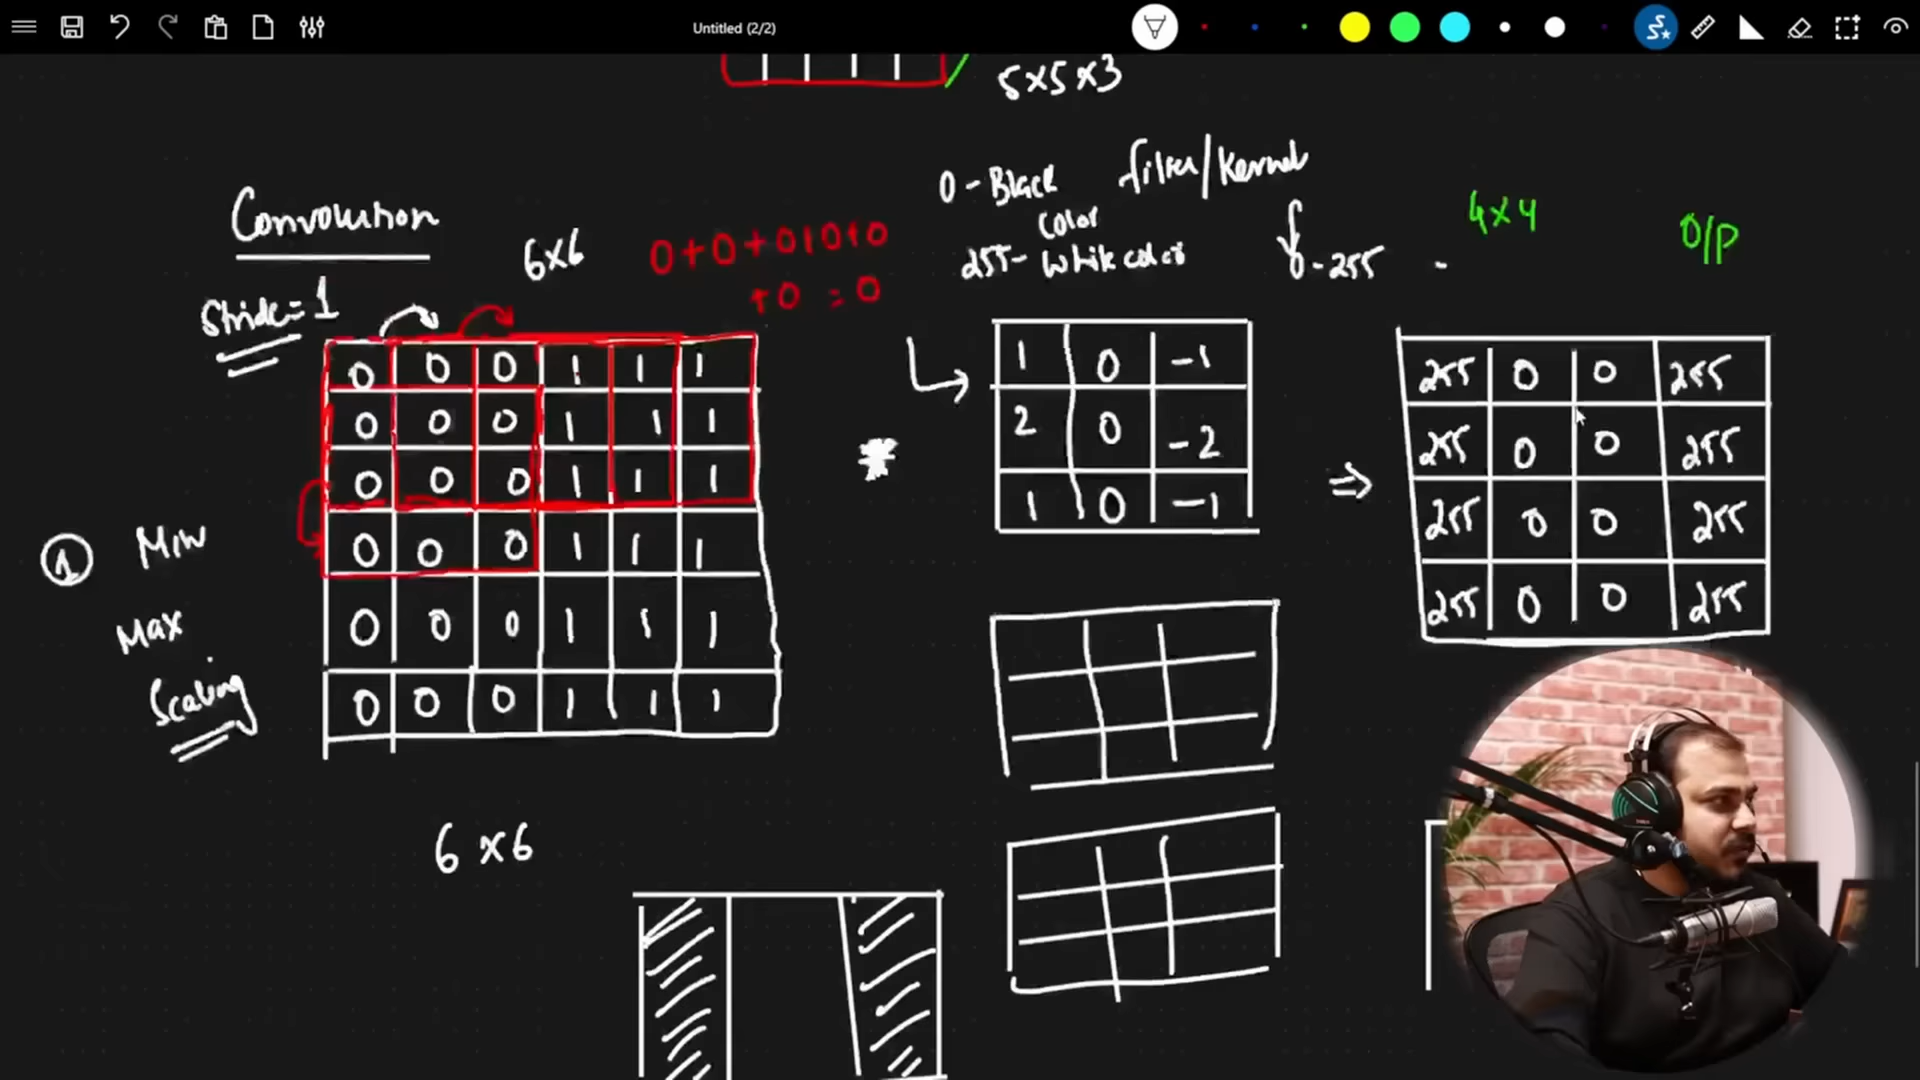 Untitled (2/2)
5x5x3
Convolution
6x6
0+0+0+0+0
+0 = 0
0 - Black
Color
255 - White color
filter/Kernel
0 - 255 -
4x4
O/P
Stride = 1
0 0 0 1 1 1
0 0 0 1 1 1
0 0 0 1 1 1
0 0 0 1 1 1
0 0 0 1 1 1
0 0 0 1 1 1
*
1 0 -1
2 0 -2
1 0 -1
⇒
255 0 0 255
255 0 0 255
255 0 0 255
255 0 0 255
① Min
Max
Scaling
6 x 6